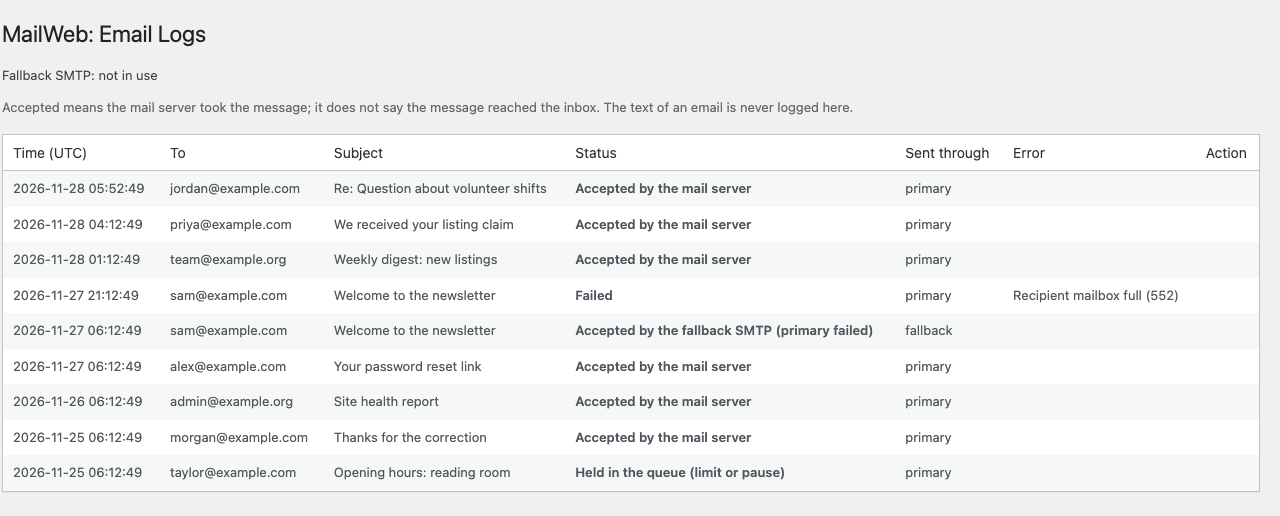 MailWeb: Email Logs
Fallback SMTP: not in use
Accepted means the mail server took the message; it does not say the message reached the inbox. The text of an email is never logged here.
Time (UTC) To Subject Status Sent through Error Action
2026-11-28 05:52:49 jordan@example.com Re: Question about volunteer shifts Accepted by the mail server primary
2026-11-28 04:12:49 priya@example.com We received your listing claim Accepted by the mail server primary
2026-11-28 01:12:49 team@example.org Weekly digest: new listings Accepted by the mail server primary
2026-11-27 21:12:49 sam@example.com Welcome to the newsletter Failed primary Recipient mailbox full (552)
2026-11-27 06:12:49 sam@example.com Welcome to the newsletter Accepted by the fallback SMTP (primary failed) fallback
2026-11-27 06:12:49 alex@example.com Your password reset link Accepted by the mail server primary
2026-11-26 06:12:49 admin@example.org Site health report Accepted by the mail server primary
2026-11-25 06:12:49 morgan@example.com Thanks for the correction Accepted by the mail server primary
2026-11-25 06:12:49 taylor@example.com Opening hours: reading room Held in the queue (limit or pause) primary